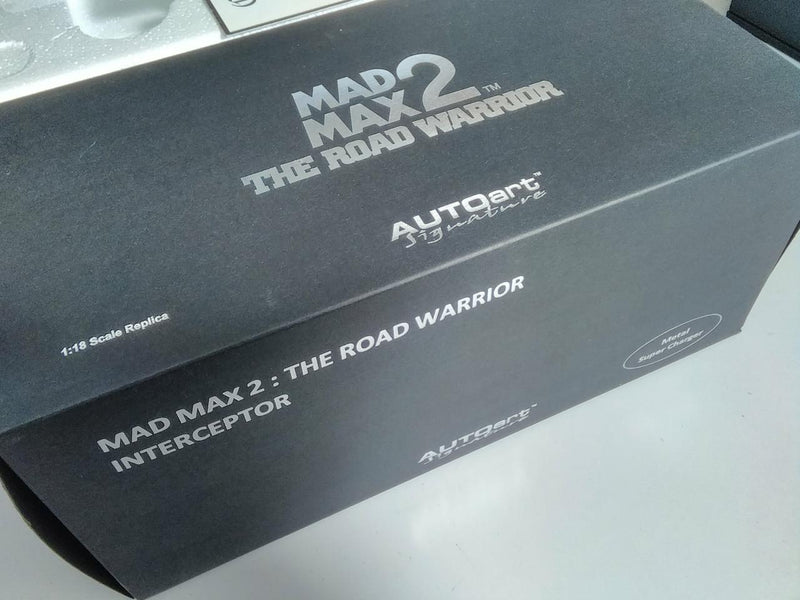 MAD
MAX 2™
THE ROAD WARRIOR
AUTOart™
Signature
1:18 Scale Replica
MAD MAX 2 : THE ROAD WARRIOR
INTERCEPTOR
Metal
Super Charger
AUTOart™
Signature